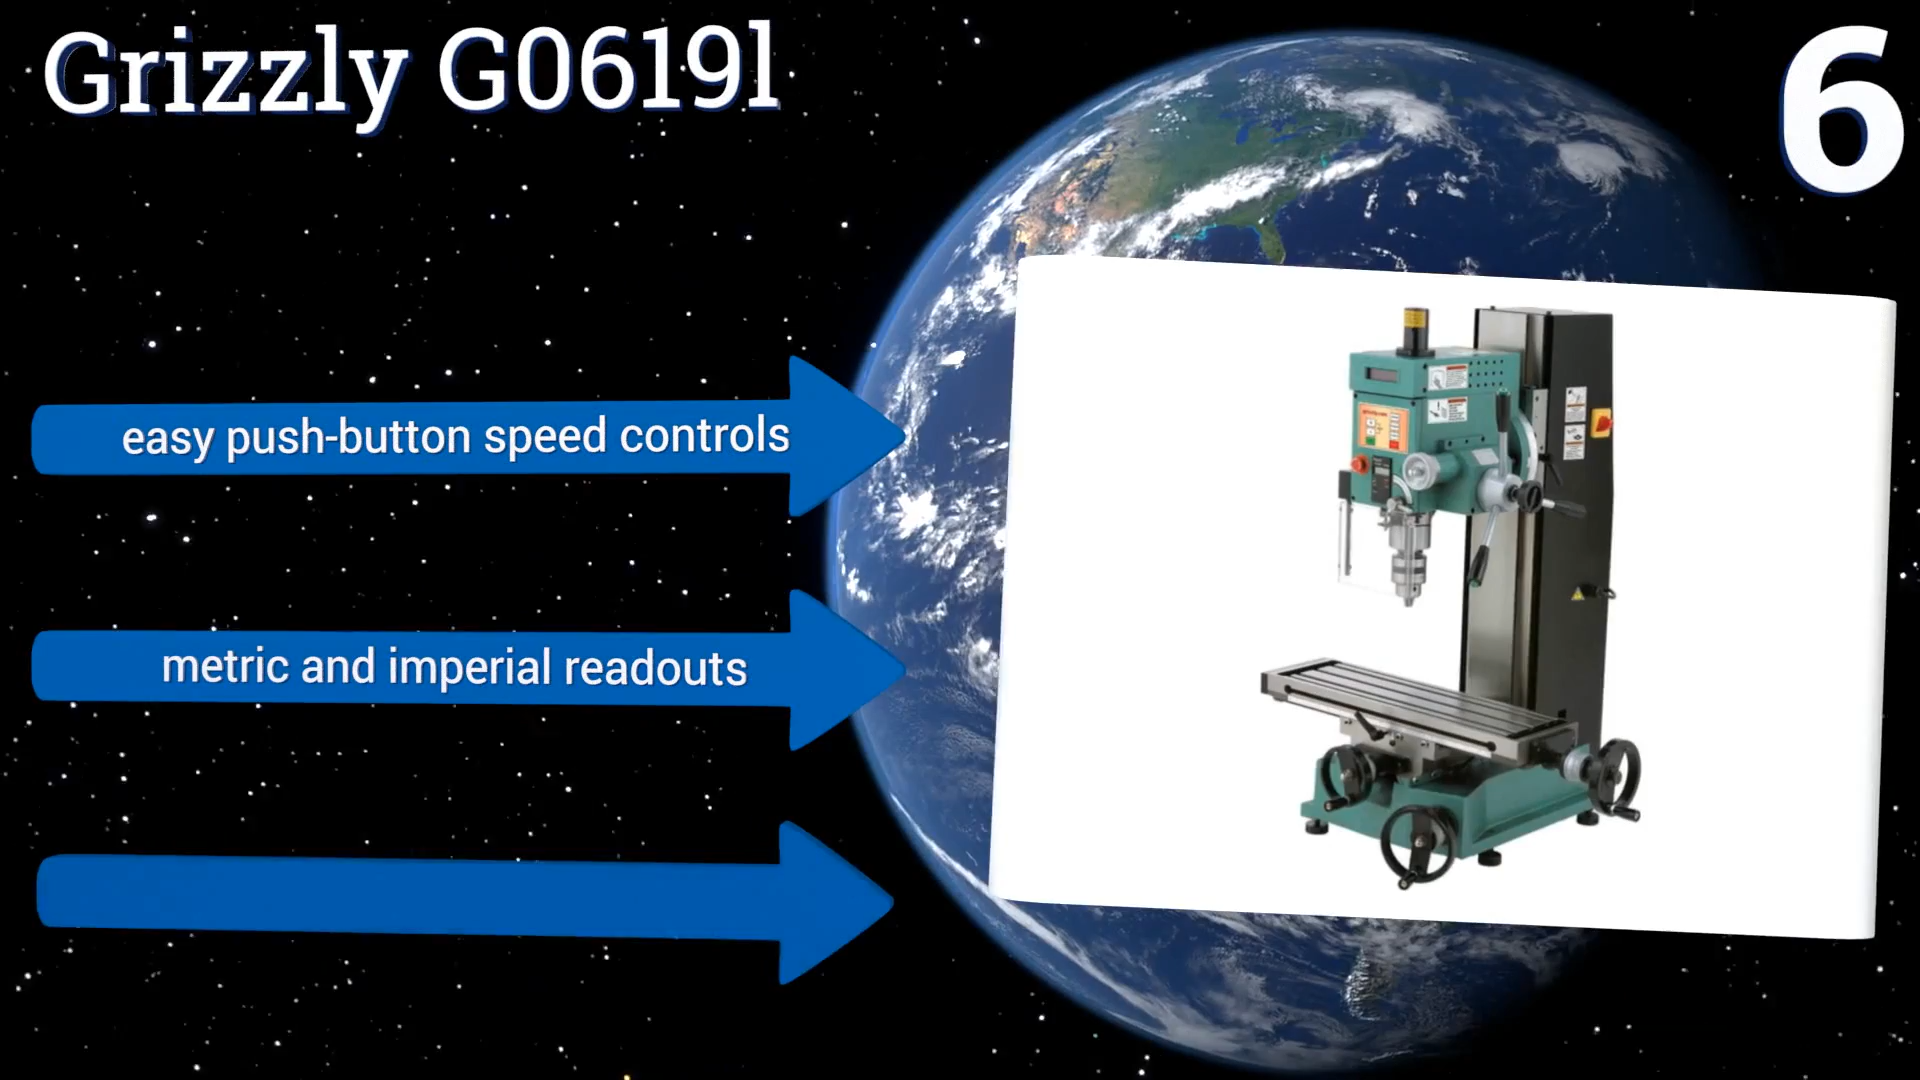 Grizzly G0619l
6
easy push-button speed controls
metric and imperial readouts